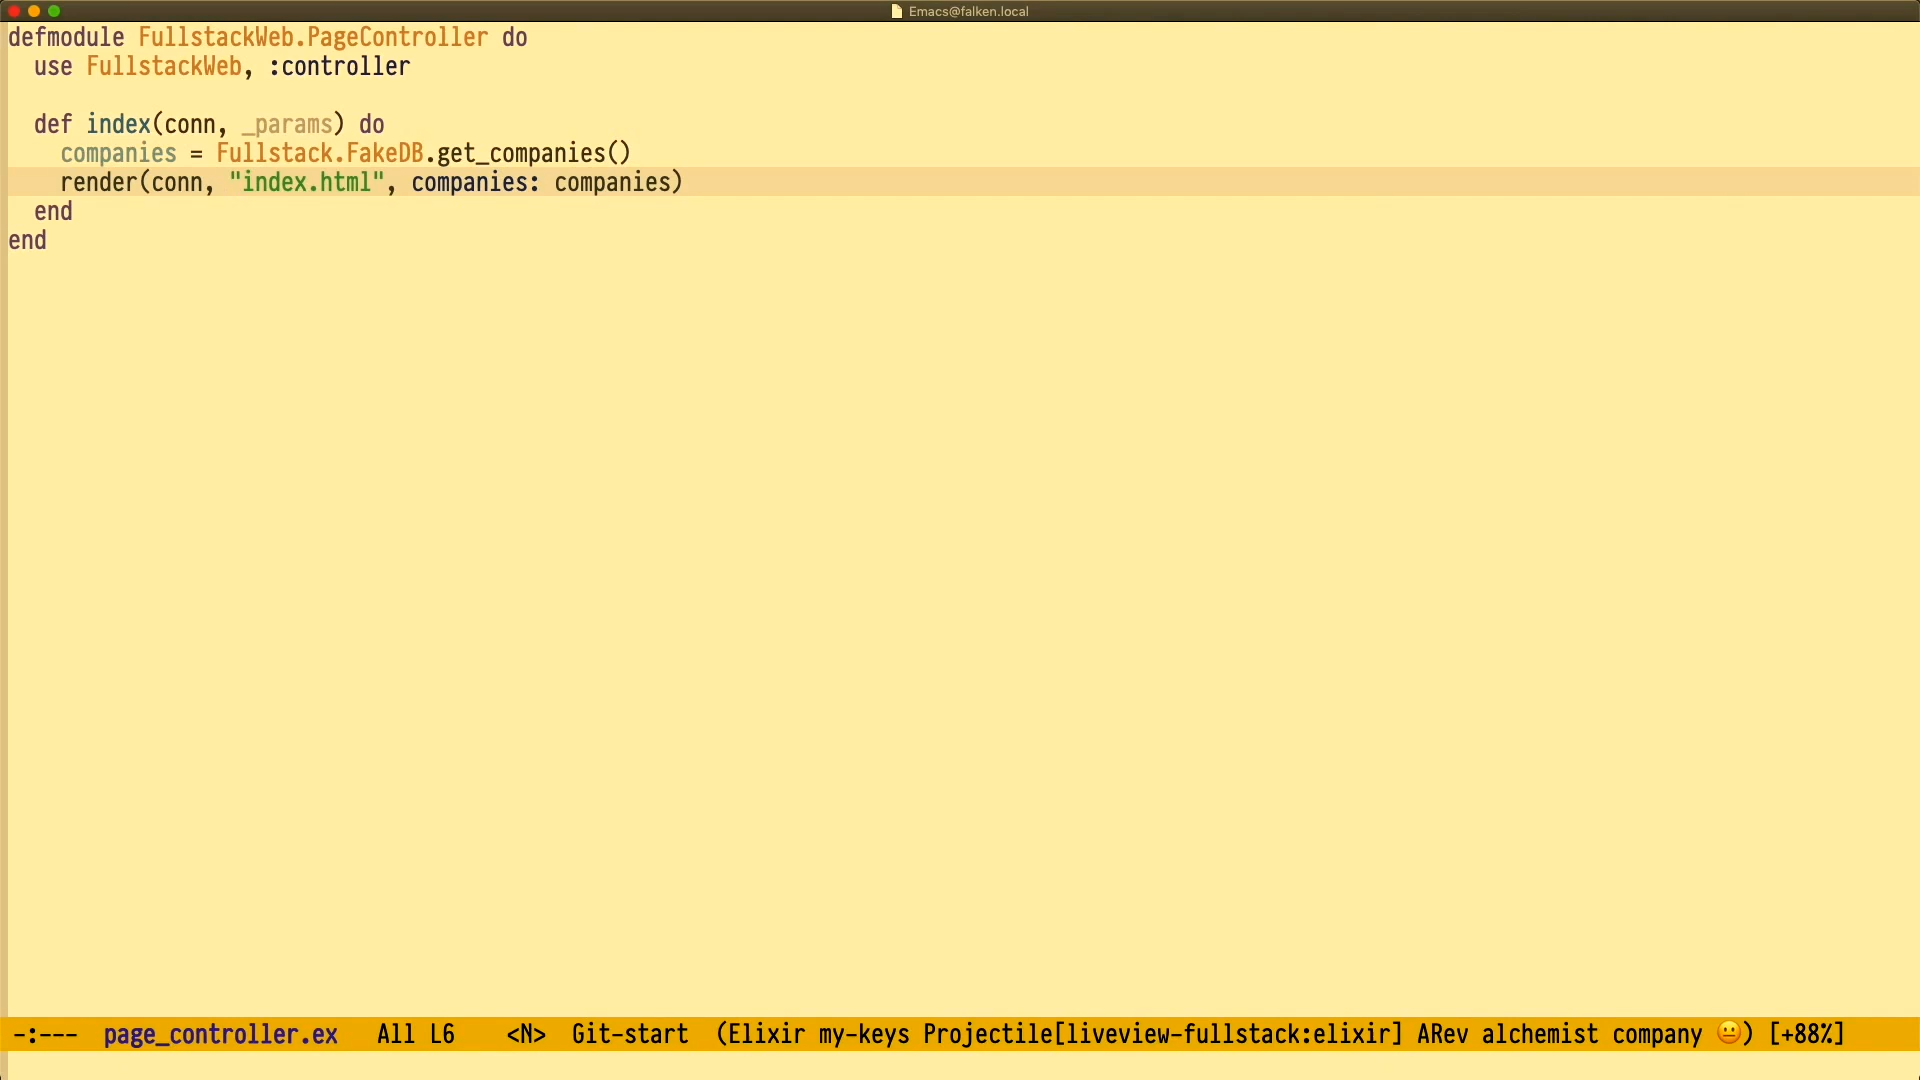 Emacs@falken.local
defmodule FullstackWeb.PageController do
  use FullstackWeb, :controller

  def index(conn, _params) do
    companies = Fullstack.FakeDB.get_companies()
    render(conn, "index.html", companies: companies)
  end
end
-:---  page_controller.ex   All L6    <N>  Git-start  (Elixir my-keys Projectile[liveview-fullstack:elixir] ARev alchemist company 😐) [+88%]